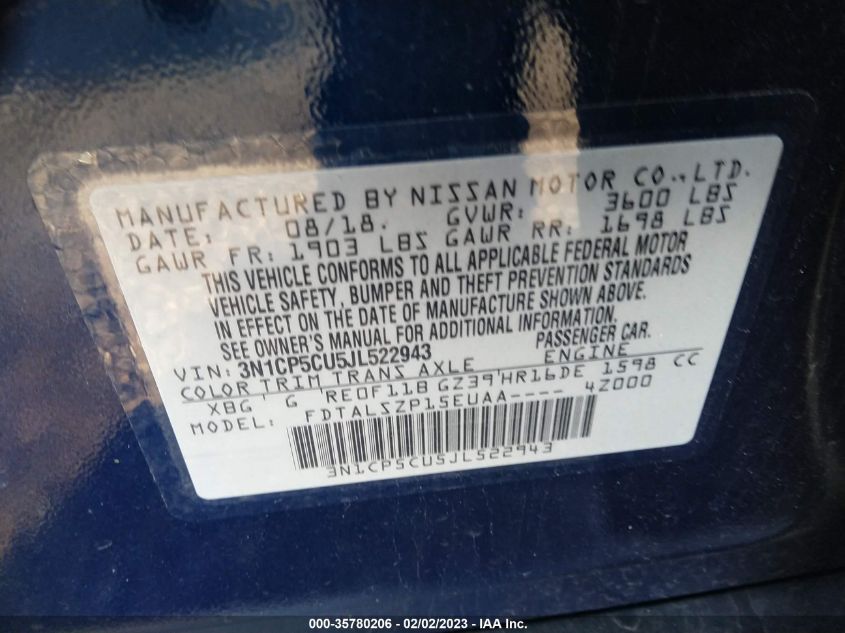 MANUFACTURED BY NISSAN MOTOR CO.,LTD.
DATE: 08/18. GVWR: 3600 LBS
GAWR FR: 1903 LBS GAWR RR: 1698 LBS
THIS VEHICLE CONFORMS TO ALL APPLICABLE FEDERAL MOTOR
VEHICLE SAFETY, BUMPER AND THEFT PREVENTION STANDARDS
IN EFFECT ON THE DATE OF MANUFACTURE SHOWN ABOVE.
SEE OWNER'S MANUAL FOR ADDITIONAL INFORMATION.
VIN: 3N1CP5CU5JL522943 PASSENGER CAR.
COLOR TRIM TRANS AXLE ENGINE
XBG G RE0F11B GZ39 HR16DE 1598 CC
MODEL: FDTALSZP15EUAA---- 4Z000
3N1CP5CU5JL522943
000-35780206 - 02/02/2023 - IAA Inc.